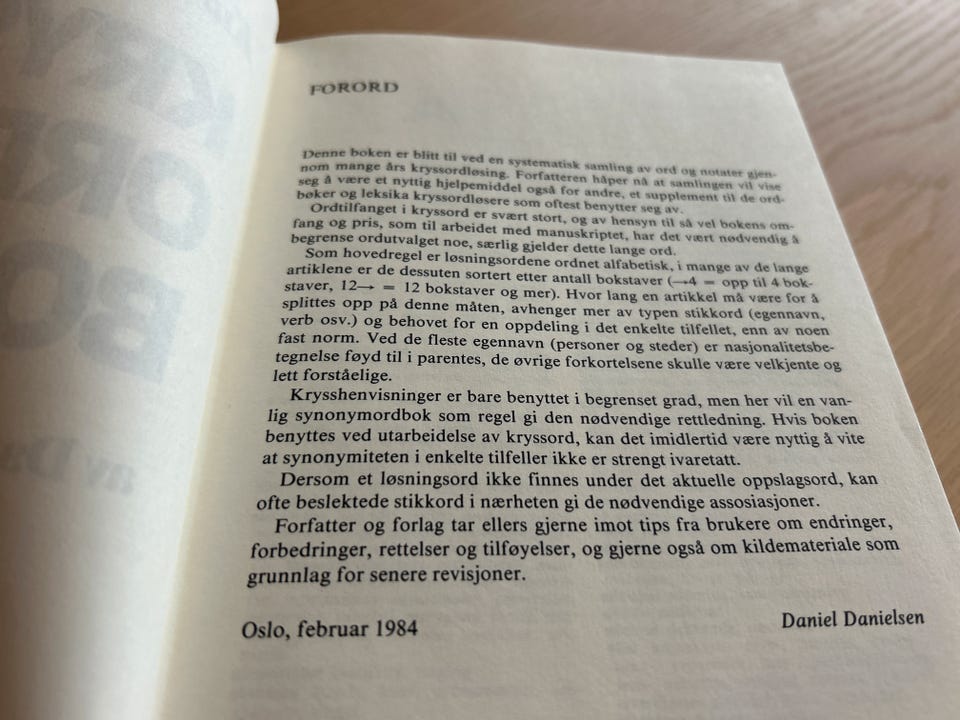 FORORD
Denne boken er blitt til ved en systematisk samling av ord og notater gjen-
nom mange års kryssordløsing. Forfatteren håper nå at samlingen vil vise
seg å være et nyttig hjelpemiddel også for andre, et supplement til de ord-
bøker og leksika kryssordløsere som oftest benytter seg av.
Ordtilfanget i kryssord er svært stort, og av hensyn til så vel bokens om-
fang og pris, som til arbeidet med manuskriptet, har det vært nødvendig å
begrense ordutvalget noe, særlig gjelder dette lange ord.
Som hovedregel er løsningsordene ordnet alfabetisk, i mange av de lange
artiklene er de dessuten sortert etter antall bokstaver (→4 = opp til 4 bok-
staver, 12→ = 12 bokstaver og mer). Hvor lang en artikkel må være for å
splittes opp på denne måten, avhenger mer av typen stikkord (egennavn,
verb osv.) og behovet for en oppdeling i det enkelte tilfellet, enn av noen
fast norm. Ved de fleste egennavn (personer og steder) er nasjonalitetsbe-
tegnelse føyd til i parentes, de øvrige forkortelsene skulle være velkjente og
lett forståelige.
Krysshenvisninger er bare benyttet i begrenset grad, men her vil en van-
lig synonymordbok som regel gi den nødvendige rettledning. Hvis boken
benyttes ved utarbeidelse av kryssord, kan det imidlertid være nyttig å vite
at synonymiteten i enkelte tilfeller ikke er strengt ivaretatt.
Dersom et løsningsord ikke finnes under det aktuelle oppslagsord, kan
ofte beslektede stikkord i nærheten gi de nødvendige assosiasjoner.
Forfatter og forlag tar ellers gjerne imot tips fra brukere om endringer,
forbedringer, rettelser og tilføyelser, og gjerne også om kildemateriale som
grunnlag for senere revisjoner.
Oslo, februar 1984
Daniel Danielsen